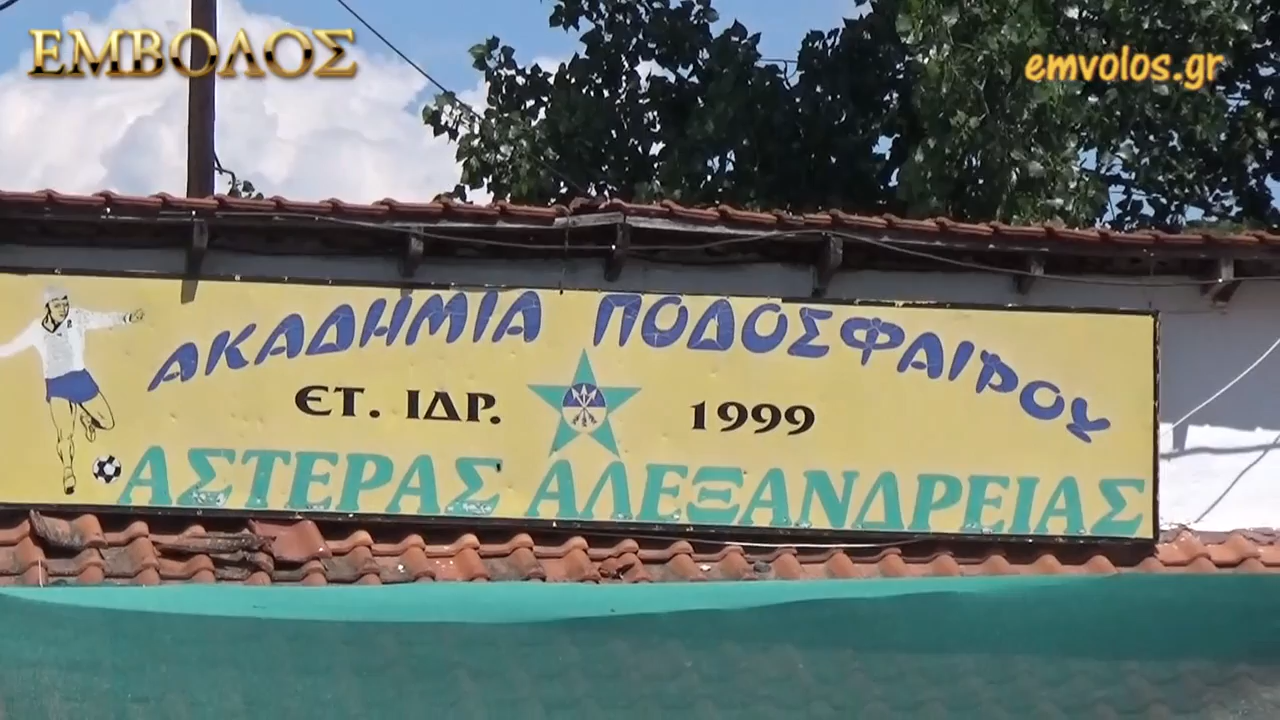 ΕΜΒΟΛΟΣ
emvolos.gr
ΑΚΑΔΗΜΙΑ ΠΟΔΟΣΦΑΙΡΟΥ
ΕΤ. ΙΔΡ. 1999
ΑΣΤΕΡΑΣ ΑΛΕΞΑΝΔΡΕΙΑΣ